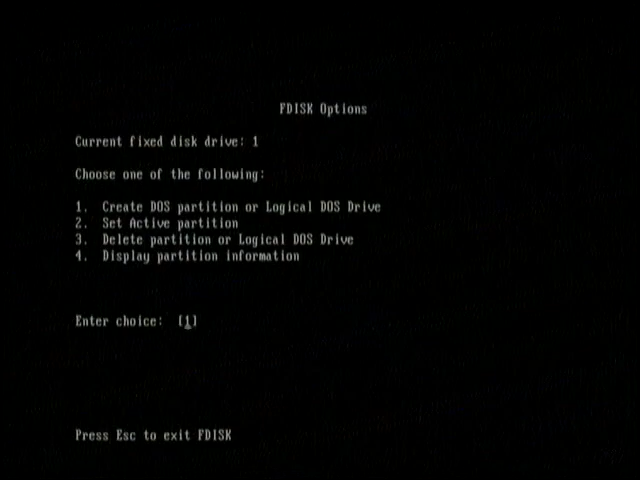 FDISK Options
Current fixed disk drive: 1
Choose one of the following:
1. Create DOS partition or Logical DOS Drive
2. Set Active partition
3. Delete partition or Logical DOS Drive
4. Display partition information
Enter choice: [1]
Press Esc to exit FDISK